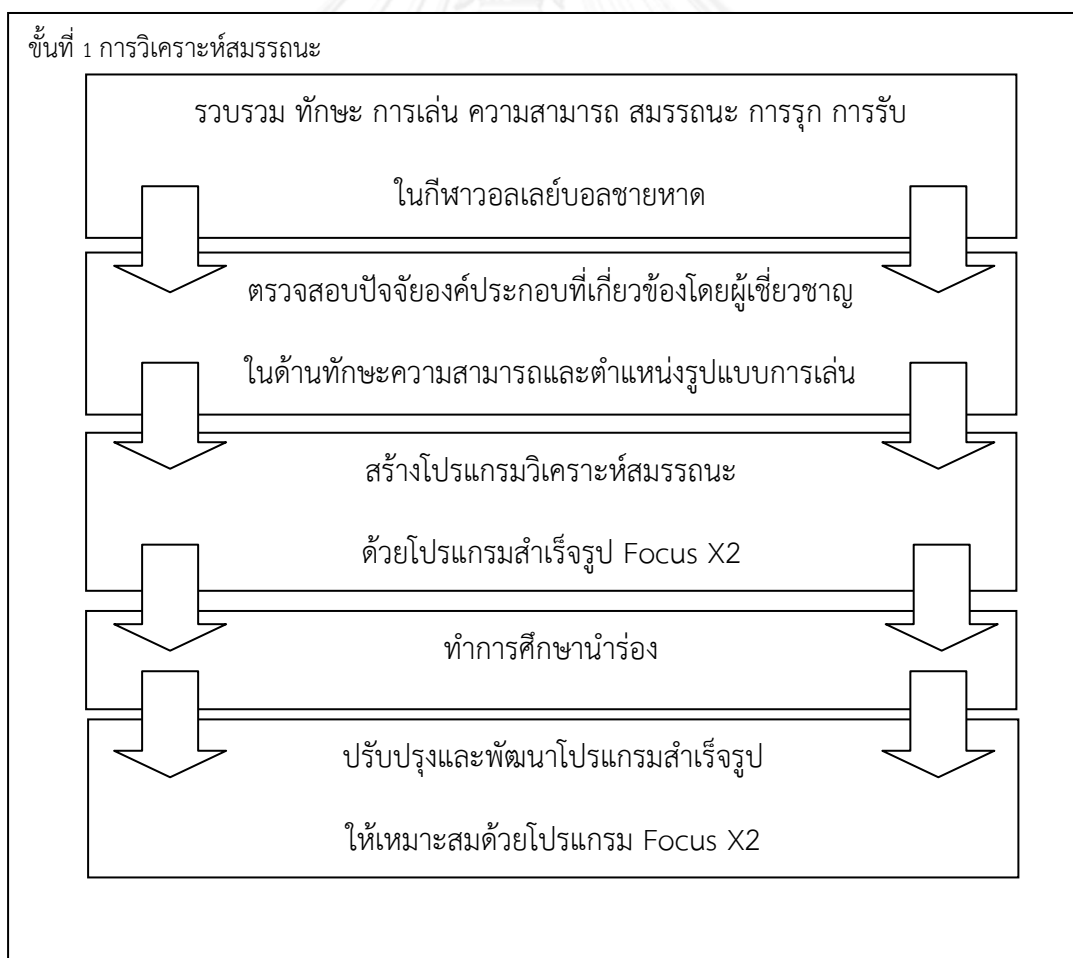 ขั้นที่ 1 การวิเคราะห์สมรรถนะ
รวบรวม ทักษะ การเล่น ความสามารถ สมรรถนะ การรุก การรับ
ในกีฬาวอลเลย์บอลชายหาด
ตรวจสอบปัจจัยองค์ประกอบที่เกี่ยวข้องโดยผู้เชี่ยวชาญ
ในด้านทักษะความสามารถและตำแหน่งรูปแบบการเล่น
สร้างโปรแกรมวิเคราะห์สมรรถนะ
ด้วยโปรแกรมสำเร็จรูป Focus X2
ทำการศึกษานำร่อง
ปรับปรุงและพัฒนาโปรแกรมสำเร็จรูป
ให้เหมาะสมด้วยโปรแกรม Focus X2